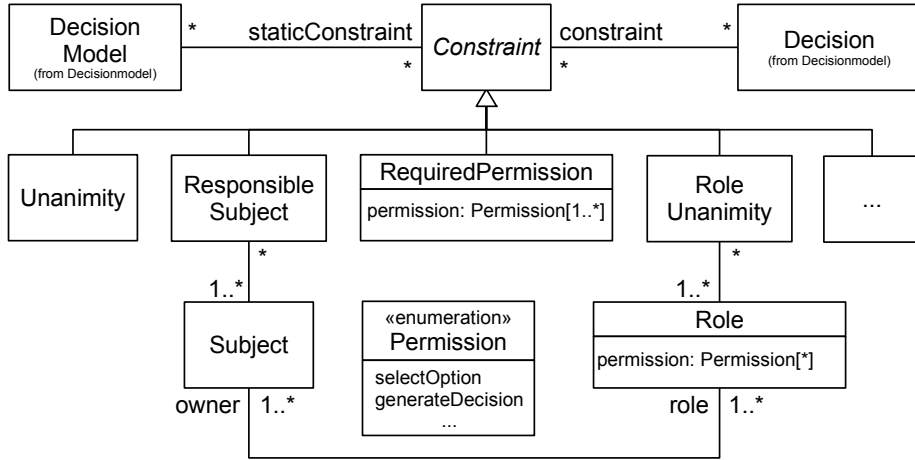 Decision
Model
(from Decisionmodel)
*
staticConstraint
*
Constraint
constraint
*
*
Decision
(from Decisionmodel)
Unanimity
Responsible
Subject
RequiredPermission
permission: Permission[1..*]
Role
Unanimity
...
*
1..*
*
1..*
Subject
«enumeration»
Permission
selectOption
generateDecision
...
Role
permission: Permission[*]
owner
1..*
role
1..*